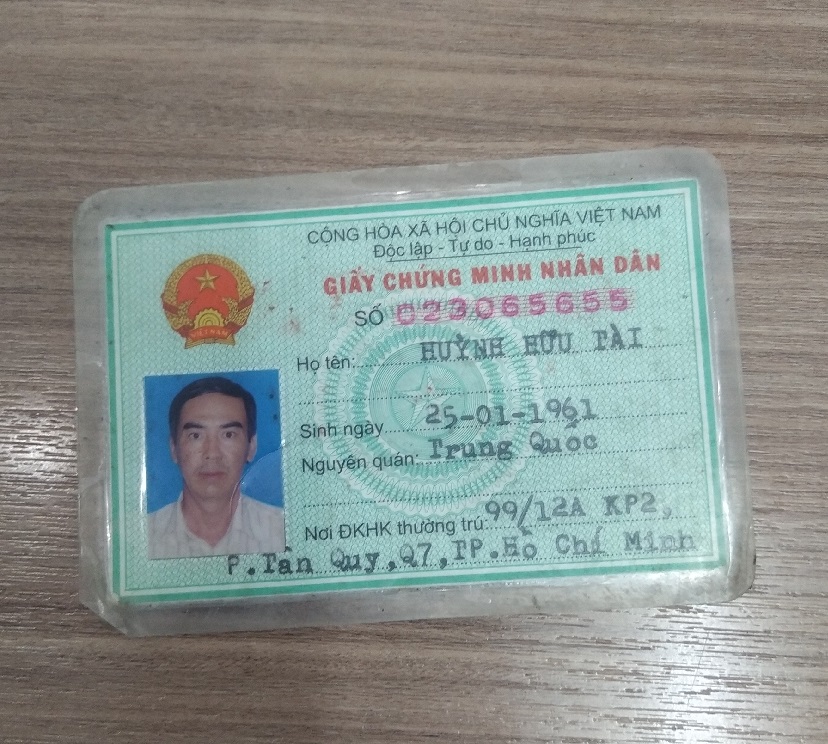 CỘNG HÒA XÃ HỘI CHỦ NGHĨA VIỆT NAM
Độc lập - Tự do - Hạnh phúc
GIẤY CHỨNG MINH NHÂN DÂN
SỐ 023065655
VIỆT NAM
Họ tên: HUỲNH HỮU TÀI
Sinh ngày 25-01-1961
Nguyên quán: Trung Quốc
Nơi ĐKHK thường trú: 99/12A KP2,
P.Tân Quy,Q7,TP.Hồ Chí Minh